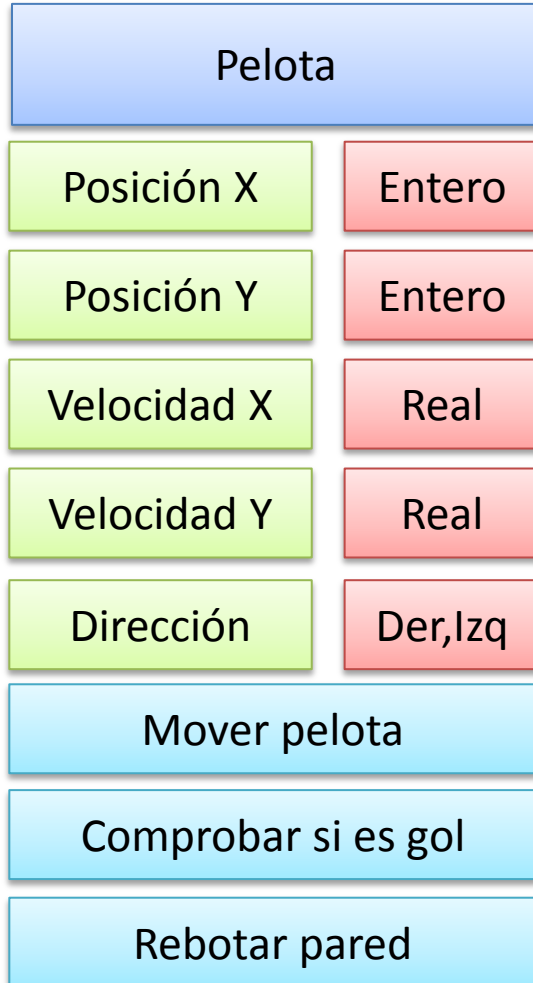 Pelota
Posición X Entero
Posición Y Entero
Velocidad X Real
Velocidad Y Real
Dirección Der,Izq
Mover pelota
Comprobar si es gol
Rebotar pared